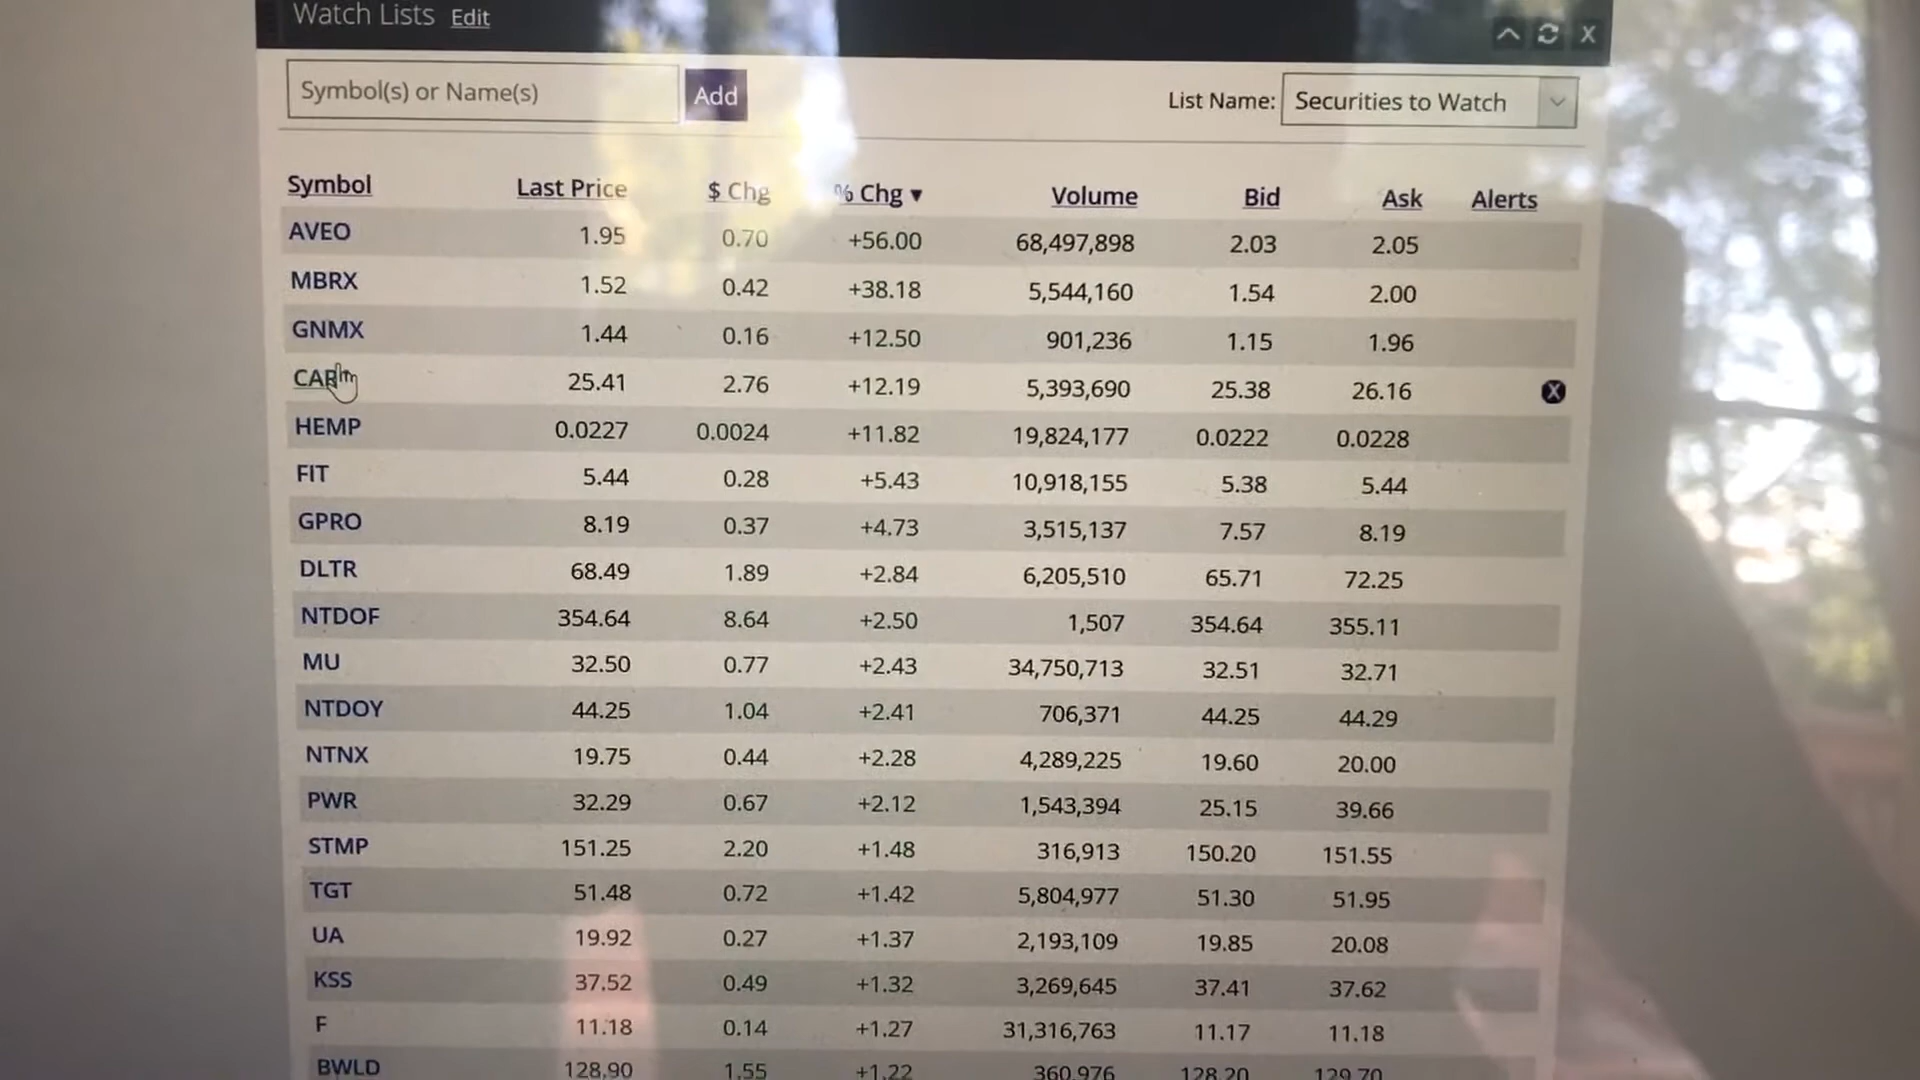 Watch Lists Edit
Symbol(s) or Name(s) Add List Name: Securities to Watch
Symbol Last Price $ Chg % Chg ▼ Volume Bid Ask Alerts
AVEO 1.95 0.70 +56.00 68,497,898 2.03 2.05
MBRX 1.52 0.42 +38.18 5,544,160 1.54 2.00
GNMX 1.44 0.16 +12.50 901,236 1.15 1.96
CAR 25.41 2.76 +12.19 5,393,690 25.38 26.16 X
HEMP 0.0227 0.0024 +11.82 19,824,177 0.0222 0.0228
FIT 5.44 0.28 +5.43 10,918,155 5.38 5.44
GPRO 8.19 0.37 +4.73 3,515,137 7.57 8.19
DLTR 68.49 1.89 +2.84 6,205,510 65.71 72.25
NTDOF 354.64 8.64 +2.50 1,507 354.64 355.11
MU 32.50 0.77 +2.43 34,750,713 32.51 32.71
NTDOY 44.25 1.04 +2.41 706,371 44.25 44.29
NTNX 19.75 0.44 +2.28 4,289,225 19.60 20.00
PWR 32.29 0.67 +2.12 1,543,394 25.15 39.66
STMP 151.25 2.20 +1.48 316,913 150.20 151.55
TGT 51.48 0.72 +1.42 5,804,977 51.30 51.95
UA 19.92 0.27 +1.37 2,193,109 19.85 20.08
KSS 37.52 0.49 +1.32 3,269,645 37.41 37.62
F 11.18 0.14 +1.27 31,316,763 11.17 11.18
BWLD 128.90 1.55 +1.22 360,976 128.20 129.70